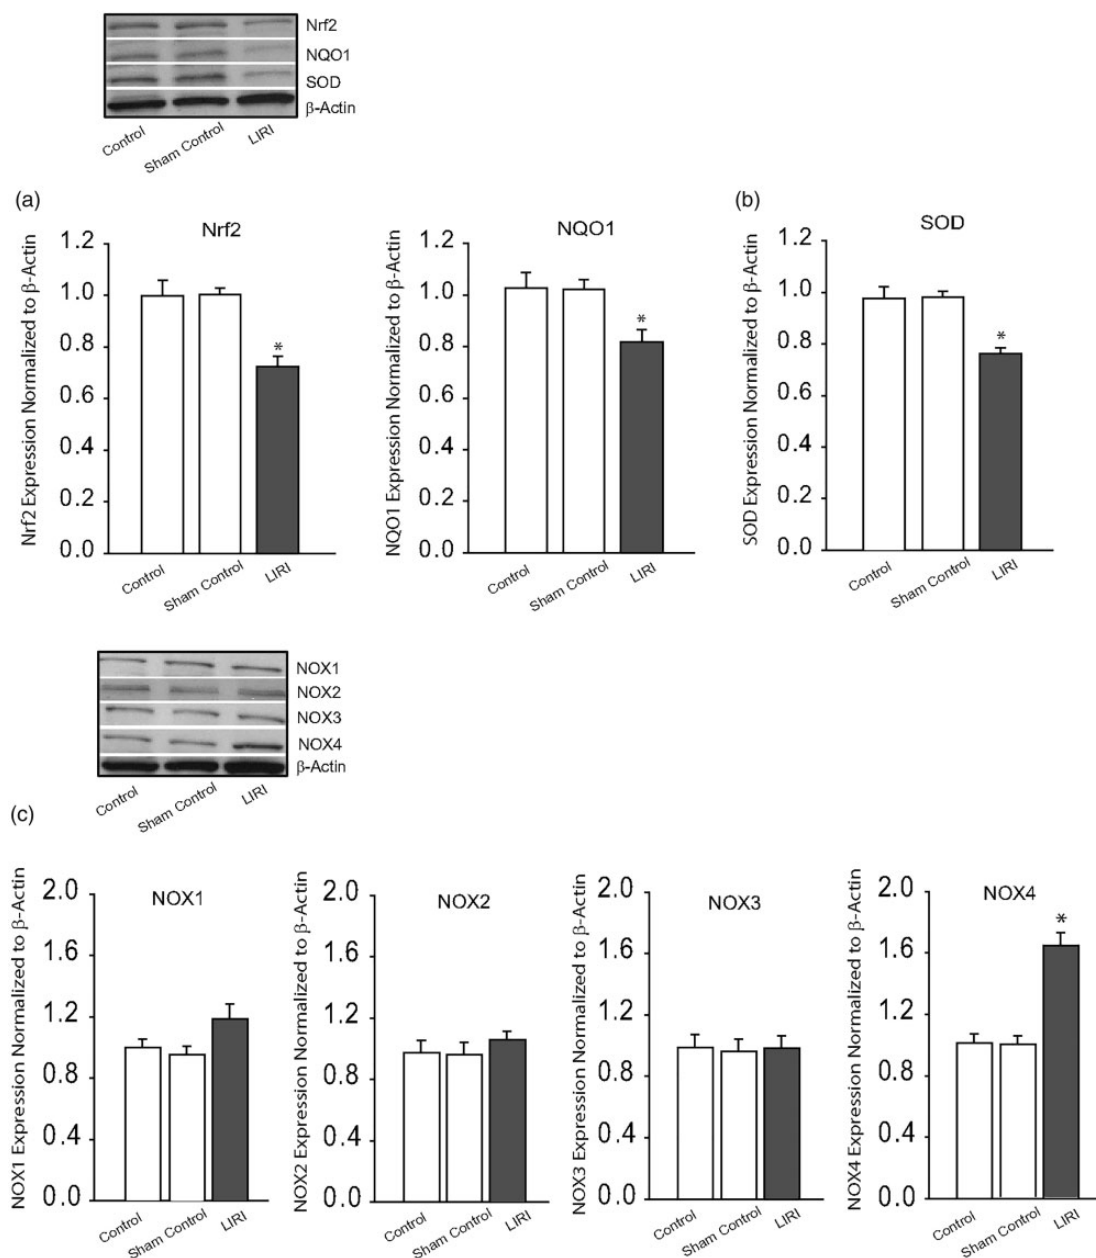 Nrf2
NQO1
SOD
β-Actin
Control
Sham Control
LIRI
(a)
Nrf2
Nrf2 Expression Normalized to β-Actin
1.2
1.0
0.8
0.6
0.4
0.2
0.0
*
Control
Sham Control
LIRI
NQO1
NQO1 Expression Normalized to β-Actin
1.2
1.0
0.8
0.6
0.4
0.2
0.0
*
Control
Sham Control
LIRI
(b)
SOD
SOD Expression Normalized to β-Actin
1.2
1.0
0.8
0.6
0.4
0.2
0.0
*
Control
Sham Control
LIRI
NOX1
NOX2
NOX3
NOX4
β-Actin
Control
Sham Control
LIRI
(c)
NOX1
NOX1 Expression Normalized to β-Actin
2.0
1.6
1.2
0.8
0.4
0.0
Control
Sham Control
LIRI
NOX2
NOX2 Expression Normalized to β-Actin
2.0
1.6
1.2
0.8
0.4
0.0
Control
Sham Control
LIRI
NOX3
NOX3 Expression Normalized to β-Actin
2.0
1.6
1.2
0.8
0.4
0.0
Control
Sham Control
LIRI
NOX4
NOX4 Expression Normalized to β-Actin
2.0
1.6
1.2
0.8
0.4
0.0
*
Control
Sham Control
LIRI